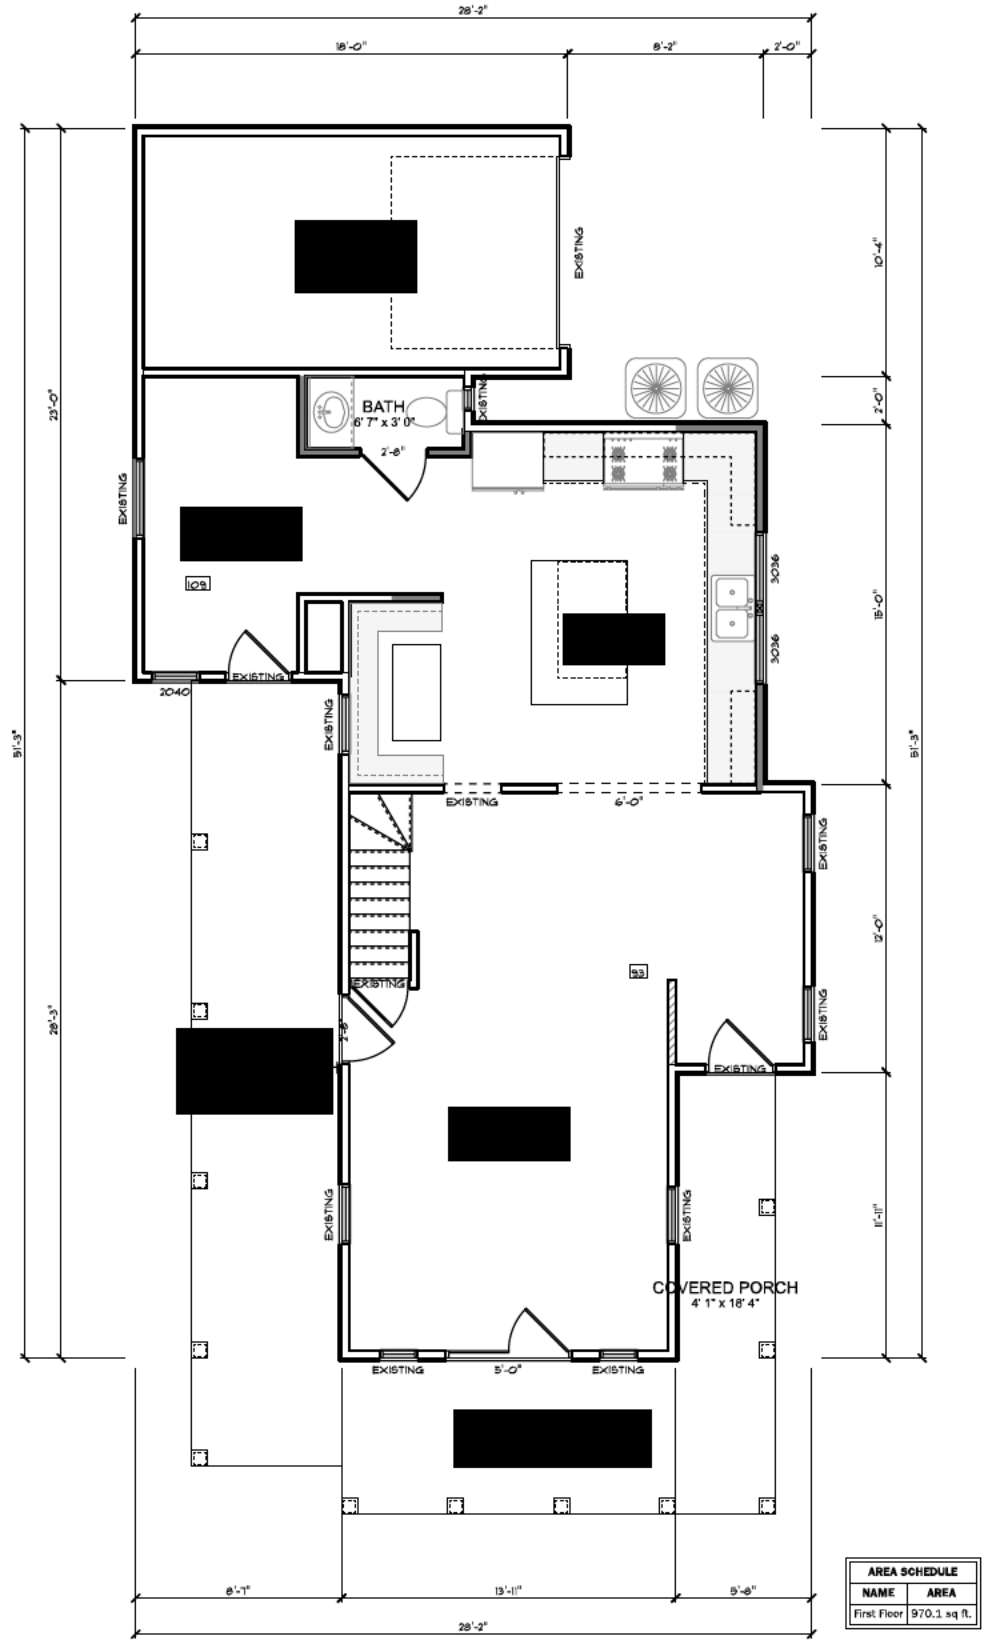 28'-2"
18'-0"
8'-2"
2'-0"
10'-4"
EXISTING
2'-0"
23'-0"
EXISTING
BATH
6' 7" x 3' 0"
2'-8"
EXISTING
3036
109
15'-0"
3036
EXISTING
2040
EXISTING
51'-3"
51'-3"
EXISTING
6'-0"
EXISTING
12'-0"
93
EXISTING
EXISTING
28'-3"
2'-8"
EXISTING
EXISTING
EXISTING
11'-11"
COVERED PORCH
4' 1" x 18' 4"
EXISTING
5'-0"
EXISTING
AREA SCHEDULE
NAME AREA
First Floor 970.1 sq ft.
8'-7"
13'-11"
5'-8"
28'-2"